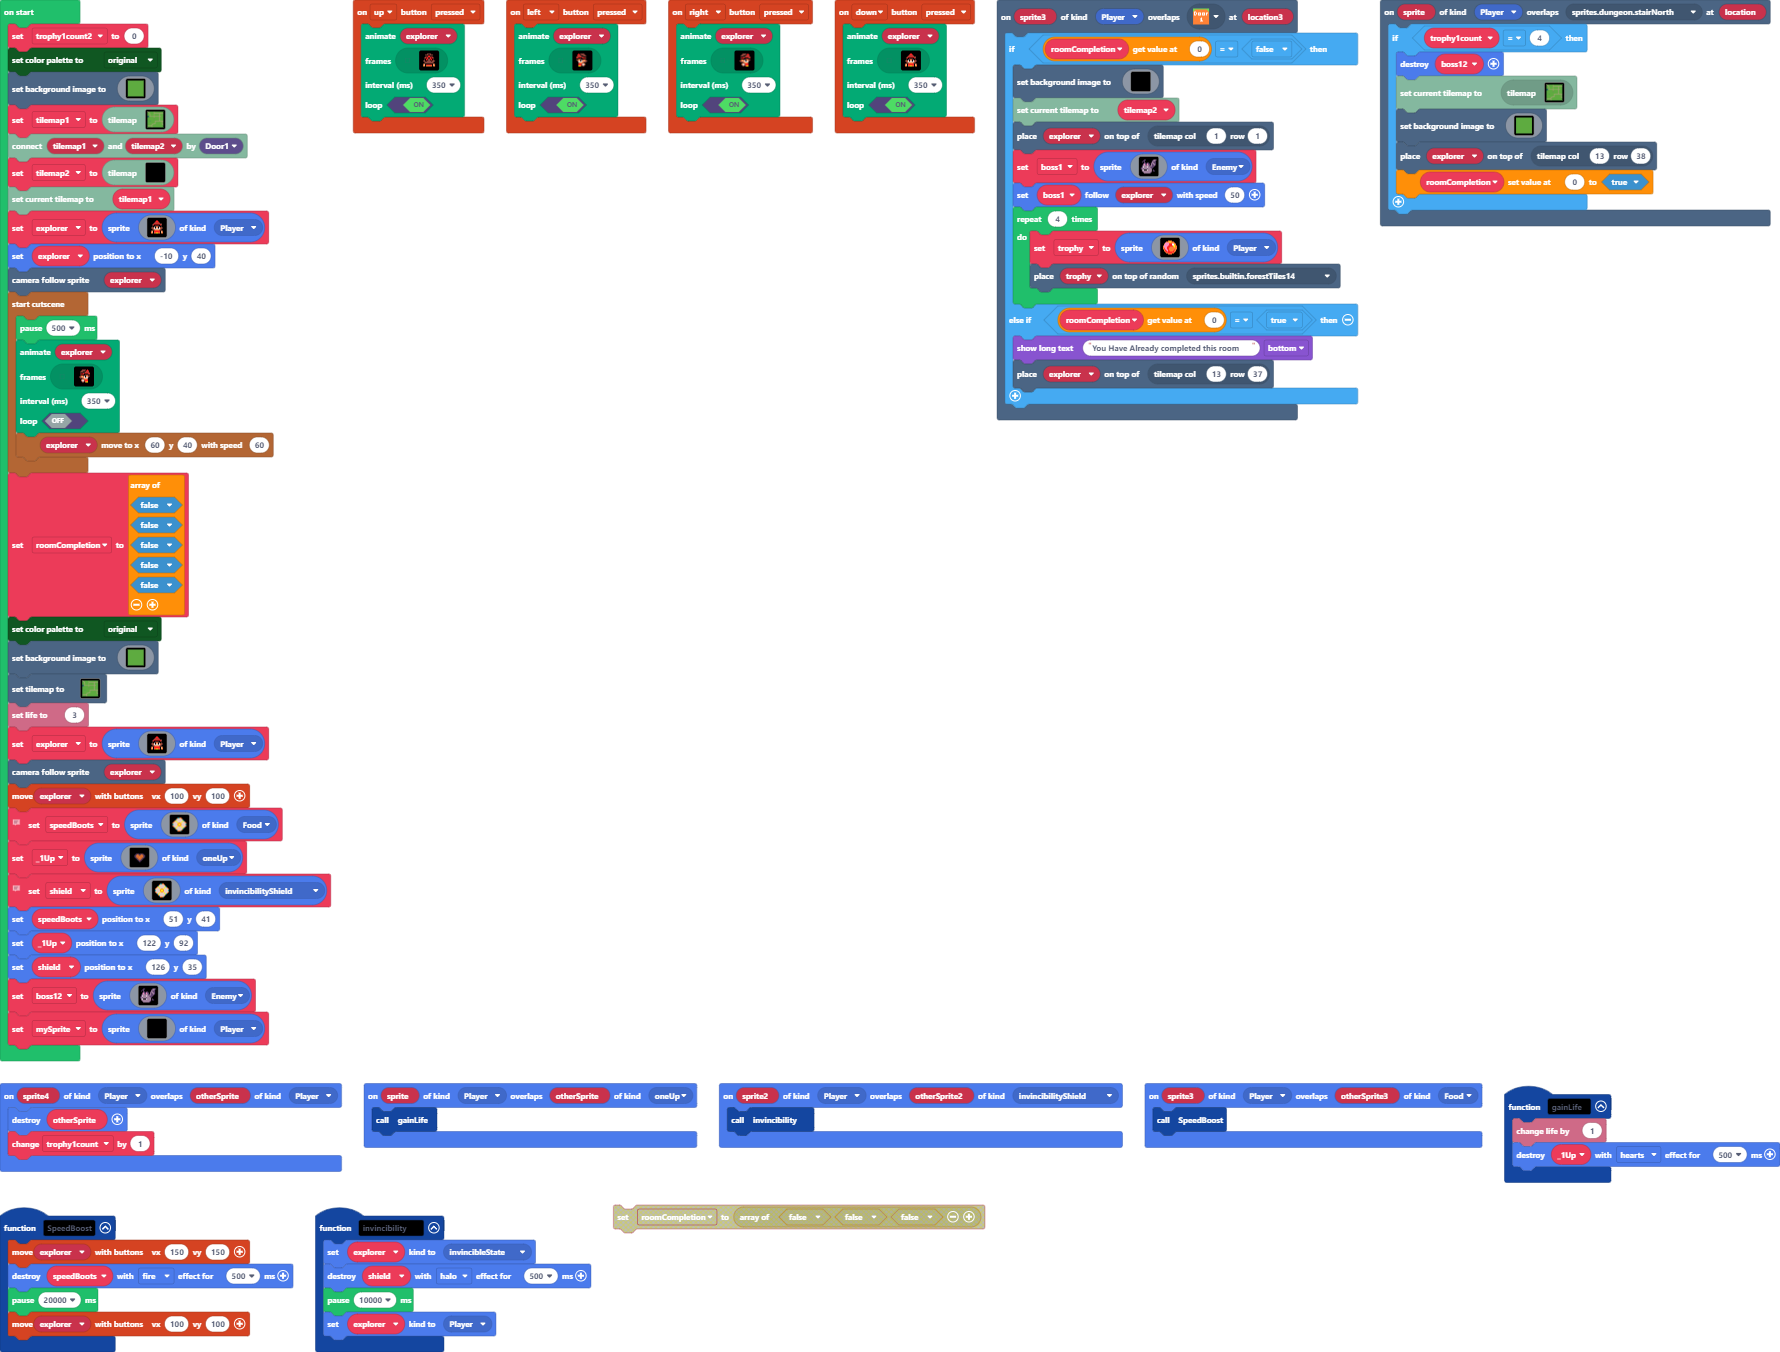 on start
set trophy1count2 to 0
set color palette to original
set background image to
set tilemap1 to tilemap
connect tilemap1 and tilemap2 by Door1
set tilemap2 to tilemap
set current tilemap to tilemap1
set explorer to sprite of kind Player
set explorer position to x -10 y 40
camera follow sprite explorer
start cutscene
pause 500 ms
animate explorer
frames
interval (ms) 350
loop OFF
explorer move to x 60 y 40 with speed 60
set roomCompletion to array of
false
false
false
false
false
set color palette to original
set background image to
set tilemap to
set life to 3
set explorer to sprite of kind Player
camera follow sprite explorer
move explorer with buttons vx 100 vy 100
set speedBoots to sprite of kind Food
set _1Up to sprite of kind oneUp
set shield to sprite of kind invincibilityShield
set speedBoots position to x 51 y 41
set _1Up position to x 122 y 92
set shield position to x 126 y 35
set boss12 to sprite of kind Enemy
set mySprite to sprite of kind Player
on up button pressed
animate explorer
frames
interval (ms) 350
loop ON
on left button pressed
animate explorer
frames
interval (ms) 350
loop ON
on right button pressed
animate explorer
frames
interval (ms) 350
loop ON
on down button pressed
animate explorer
frames
interval (ms) 350
loop ON
on sprite3 of kind Player overlaps at location3
if roomCompletion get value at 0 = false then
set background image to
set current tilemap to tilemap2
place explorer on top of tilemap col 1 row 1
set boss1 to sprite of kind Enemy
set boss1 follow explorer with speed 50
repeat 4 times
do
set trophy to sprite of kind Player
place trophy on top of random sprites.builtin.forestTiles14
else if roomCompletion get value at 0 = true then
show long text "You Have Already completed this room" bottom
place explorer on top of tilemap col 13 row 37
on sprite of kind Player overlaps sprites.dungeon.stairNorth at location
if trophy1count = 4 then
destroy boss12
set current tilemap to tilemap
set background image to
place explorer on top of tilemap col 13 row 38
roomCompletion set value at 0 to true
on sprite4 of kind Player overlaps otherSprite of kind Player
destroy otherSprite
change trophy1count by 1
on sprite of kind Player overlaps otherSprite of kind oneUp
call gainLife
on sprite2 of kind Player overlaps otherSprite2 of kind invincibilityShield
call invincibility
on sprite3 of kind Player overlaps otherSprite3 of kind Food
call SpeedBoost
function gainLife
change life by 1
destroy _1Up with hearts effect for 500 ms
function SpeedBoost
move explorer with buttons vx 150 vy 150
destroy speedBoots with fire effect for 500 ms
pause 20000 ms
move explorer with buttons vx 100 vy 100
function invincibility
set explorer kind to invincibleState
destroy shield with halo effect for 500 ms
pause 10000 ms
set explorer kind to Player
set roomCompletion to array of false false false